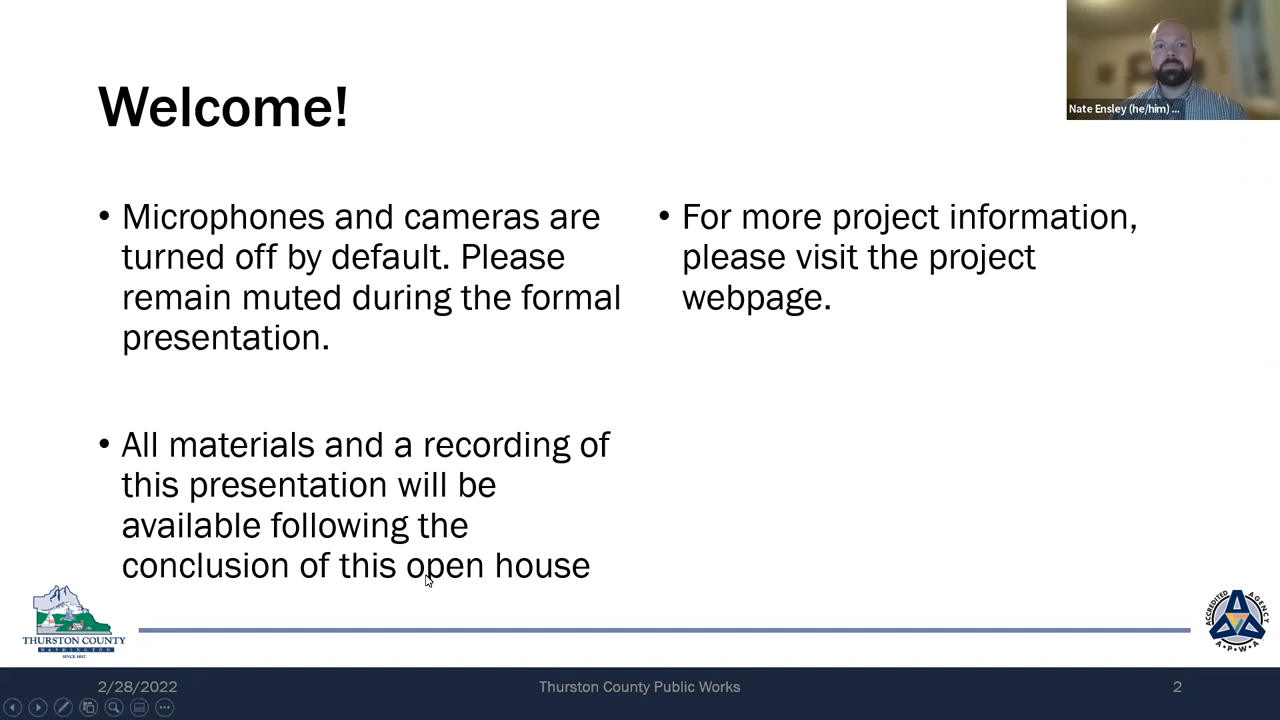 Welcome!
Nate Ensley (he/him) ...
• Microphones and cameras are
turned off by default. Please
remain muted during the formal
presentation.
• All materials and a recording of
this presentation will be
available following the
conclusion of this open house
• For more project information,
please visit the project
webpage.
THURSTON COUNTY
WASHINGTON
SINCE 1852
ACCREDITED AGENCY
A•P•W•A
2/28/2022
Thurston County Public Works
2